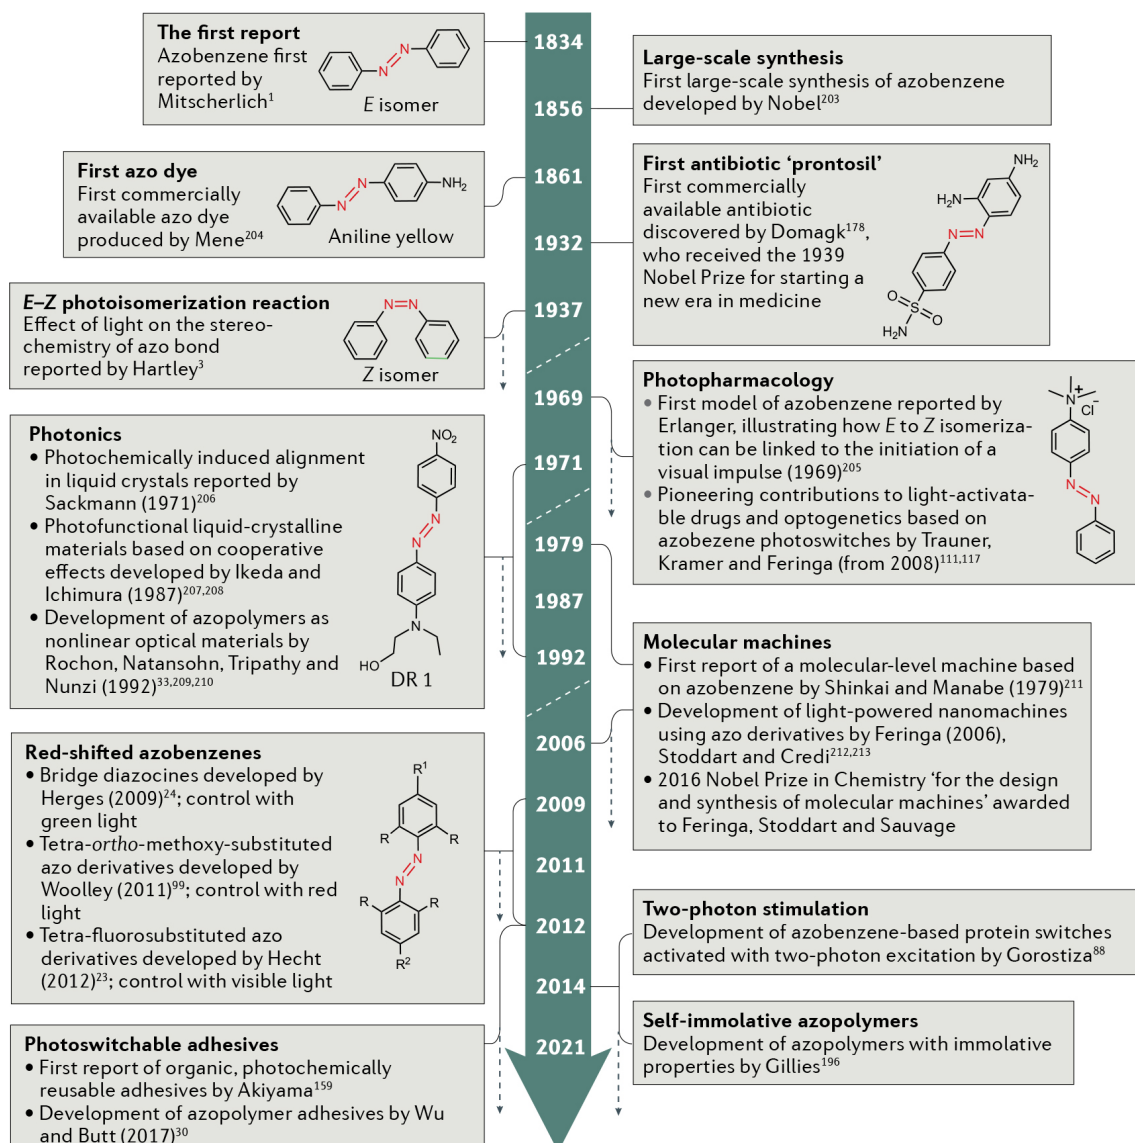 The first report
Azobenzene first
reported by
Mitscherlich1
N
N
E isomer
1834
Large-scale synthesis
First large-scale synthesis of azobenzene
developed by Nobel203
1856
First azo dye
First commercially
available azo dye
produced by Mene204
N
N
NH2
Aniline yellow
1861
First antibiotic ‘prontosil’
First commercially
available antibiotic
discovered by Domagk178,
who received the 1939
Nobel Prize for starting a
new era in medicine
NH2
H2N
N=N
O
S
O
H2N
1932
E–Z photoisomerization reaction
Effect of light on the stereo-
chemistry of azo bond
reported by Hartley3
N=N
Z isomer
1937
1969
Photopharmacology
• First model of azobenzene reported by
Erlanger, illustrating how E to Z isomeriza-
tion can be linked to the initiation of a
visual impulse (1969)205
• Pioneering contributions to light-activata-
ble drugs and optogenetics based on
azobezene photoswitches by Trauner,
Kramer and Feringa (from 2008)111,117
N+
Cl−
N
N
Photonics
• Photochemically induced alignment
in liquid crystals reported by
Sackmann (1971)206
• Photofunctional liquid-crystalline
materials based on cooperative
effects developed by Ikeda and
Ichimura (1987)207,208
• Development of azopolymers as
nonlinear optical materials by
Rochon, Natansohn, Tripathy and
Nunzi (1992)33,209,210
NO2
N
N
N
HO
DR 1
1971
1979
1987
1992
Molecular machines
• First report of a molecular-level machine based
on azobenzene by Shinkai and Manabe (1979)211
• Development of light-powered nanomachines
using azo derivatives by Feringa (2006),
Stoddart and Credi212,213
• 2016 Nobel Prize in Chemistry ‘for the design
and synthesis of molecular machines’ awarded
to Feringa, Stoddart and Sauvage
2006
Red-shifted azobenzenes
• Bridge diazocines developed by
Herges (2009)24; control with
green light
• Tetra-ortho-methoxy-substituted
azo derivatives developed by
Woolley (2011)99; control with red
light
• Tetra-fluorosubstituted azo
derivatives developed by Hecht
(2012)23; control with visible light
R1
R
R
N
N
R
R
R2
2009
2011
2012
Two-photon stimulation
Development of azobenzene-based protein switches
activated with two-photon excitation by Gorostiza88
2014
Self-immolative azopolymers
Development of azopolymers with immolative
properties by Gillies196
2021
Photoswitchable adhesives
• First report of organic, photochemically
reusable adhesives by Akiyama159
• Development of azopolymer adhesives by Wu
and Butt (2017)30